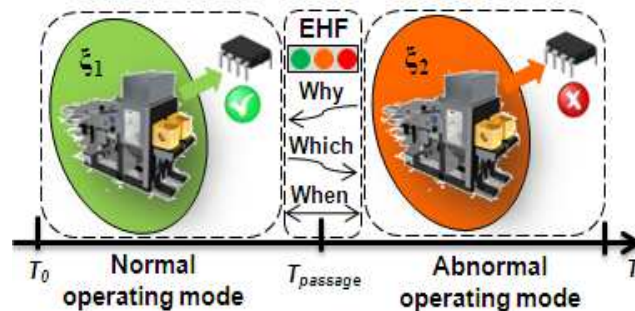 EHF
ξ1
ξ2
Why
Which
When
T0
Normal
operating mode
Tpassage
Abnormal
operating mode
T